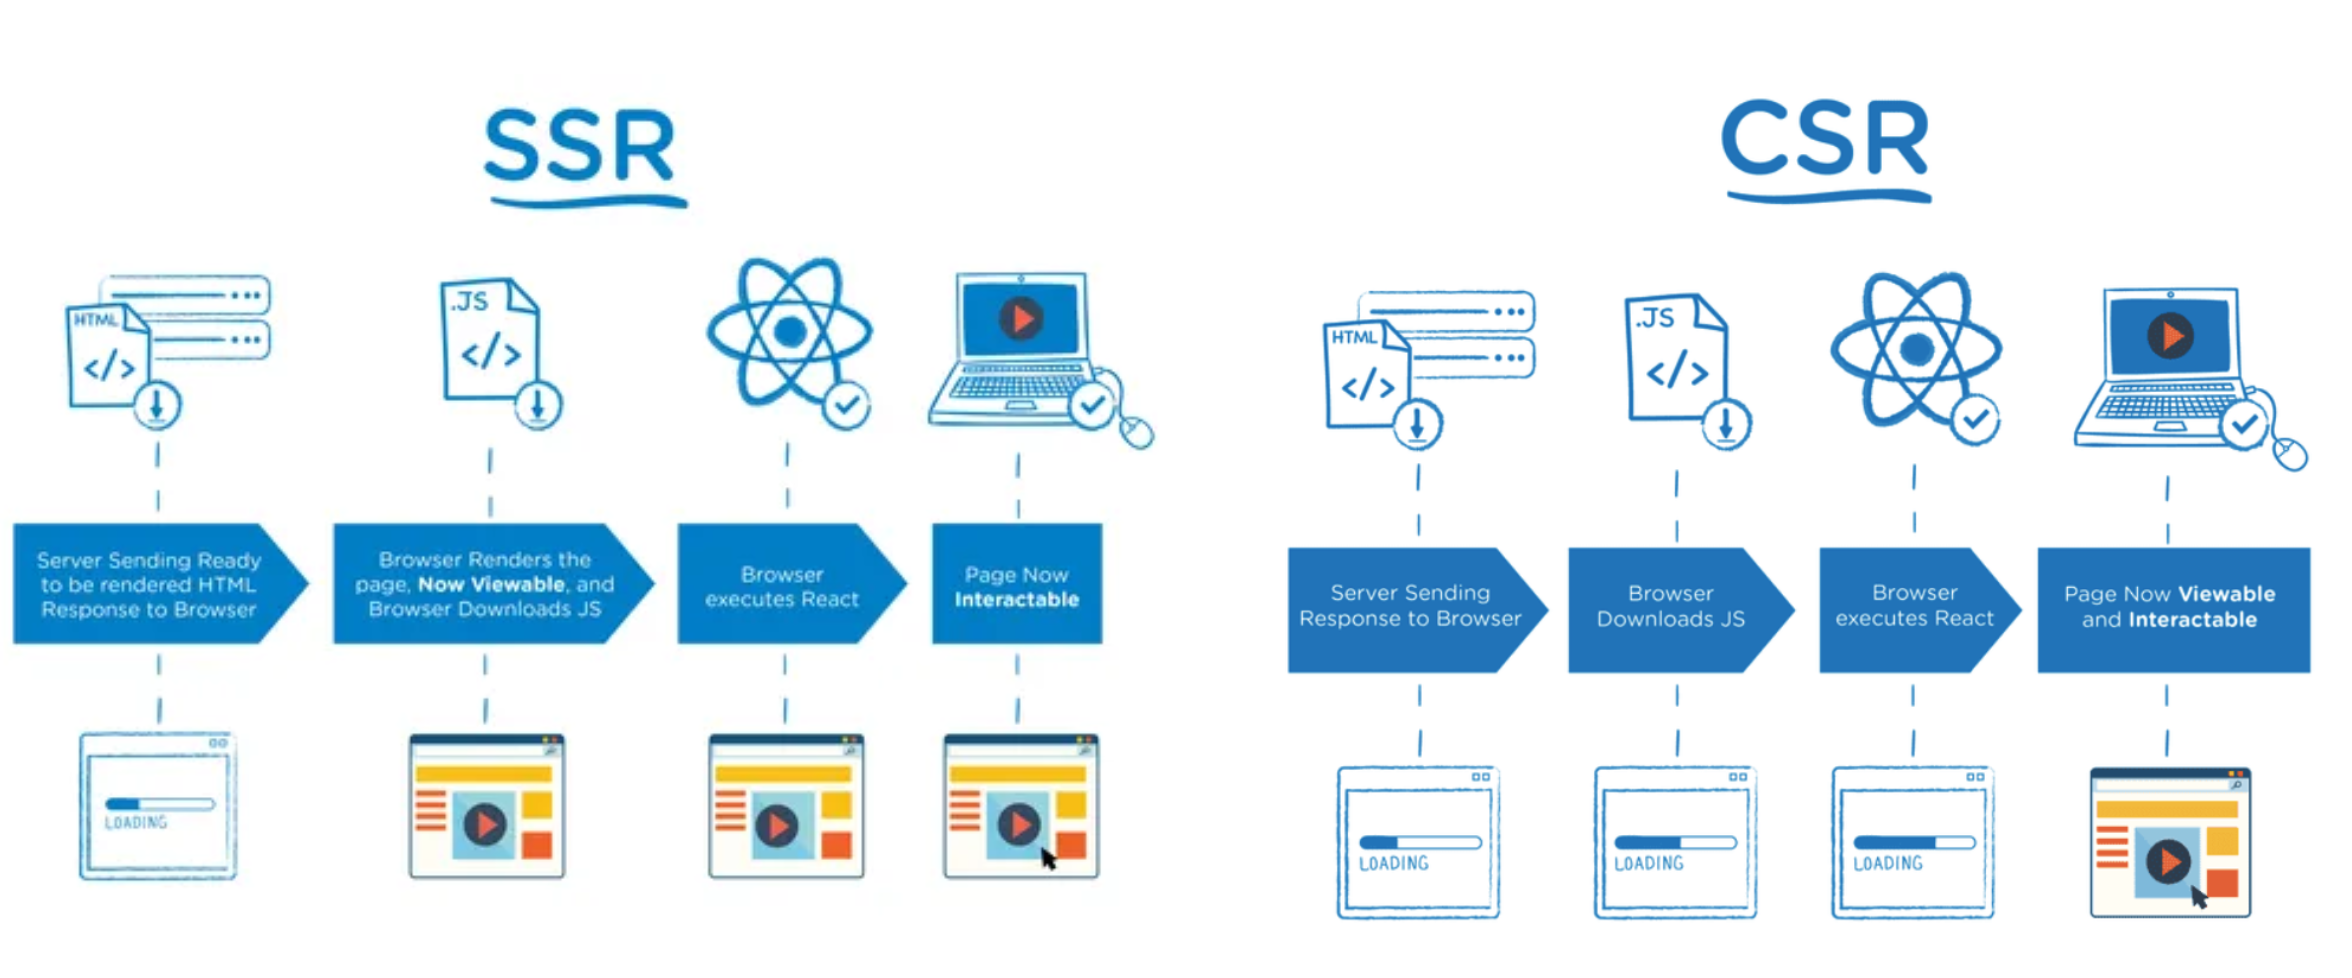 SSR
HTML
</>
.JS
</>
Server Sending Ready
to be rendered HTML
Response to Browser
Browser Renders the
page, Now Viewable, and
Browser Downloads JS
Browser
executes React
Page Now
Interactable
LOADING
CSR
HTML
</>
.JS
</>
Server Sending
Response to Browser
Browser
Downloads JS
Browser
executes React
Page Now Viewable
and Interactable
LOADING
LOADING
LOADING